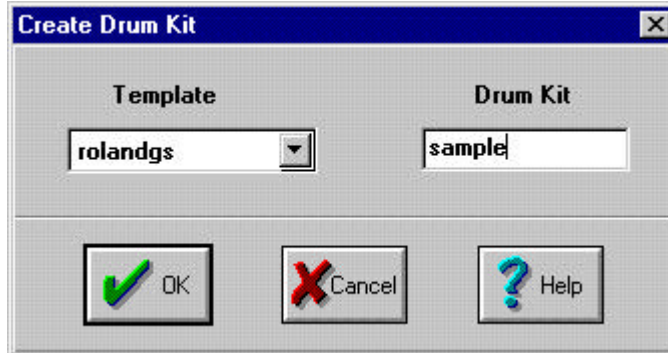 Create Drum Kit
Template Drum Kit
rolandgs sample
OK Cancel Help